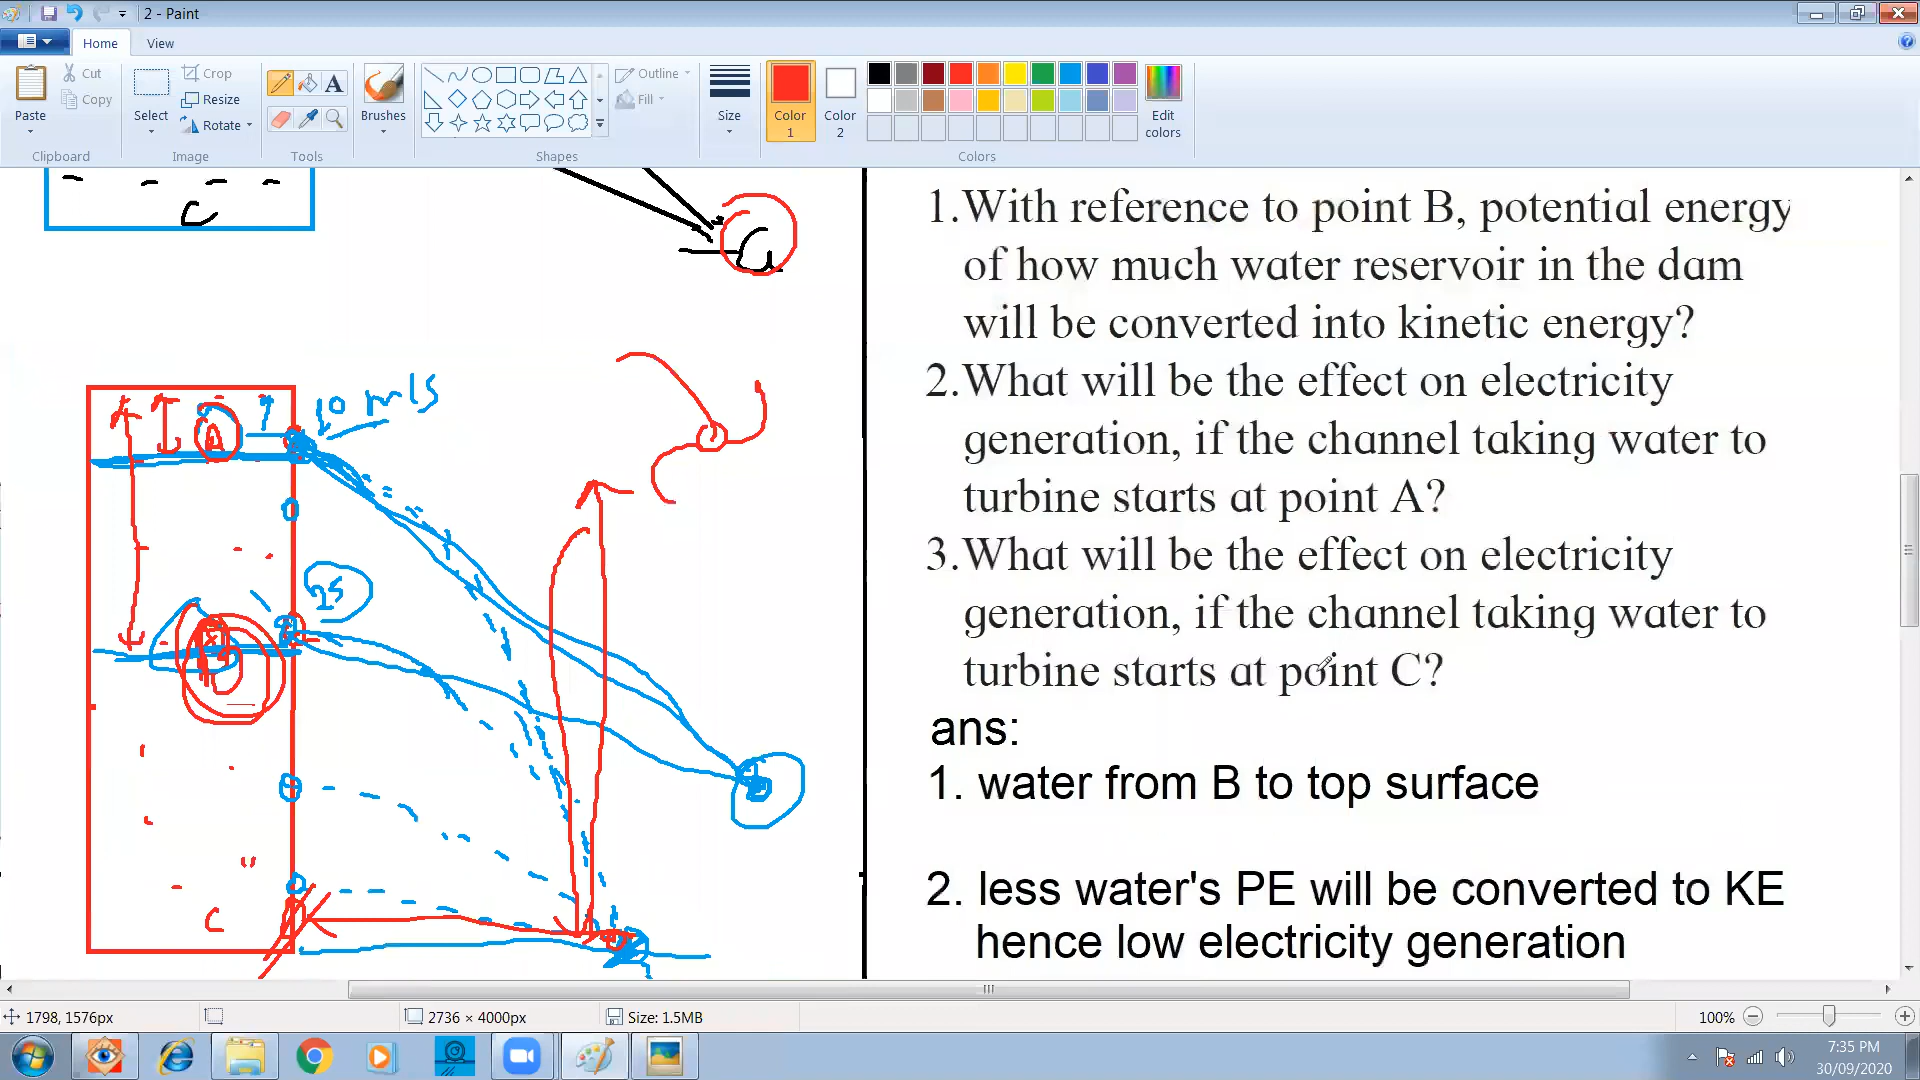 2 - Paint
Home
View
Paste
Cut
Copy
Clipboard
Select
Crop
Resize
Rotate
Image
A
Tools
Brushes
Outline
Fill
Shapes
Size
Color 1
Color 2
Edit colors
Colors
C
1.With reference to point B, potential energy
of how much water reservoir in the dam
will be converted into kinetic energy?
2.What will be the effect on electricity
generation, if the channel taking water to
turbine starts at point A?
3.What will be the effect on electricity
generation, if the channel taking water to
turbine starts at point C?
ans:
1. water from B to top surface
2. less water's PE will be converted to KE
hence low electricity generation
A
10 m/s
25
C
1798, 1576px
2736 × 4000px
Size: 1.5MB
100%
7:35 PM
30/09/2020